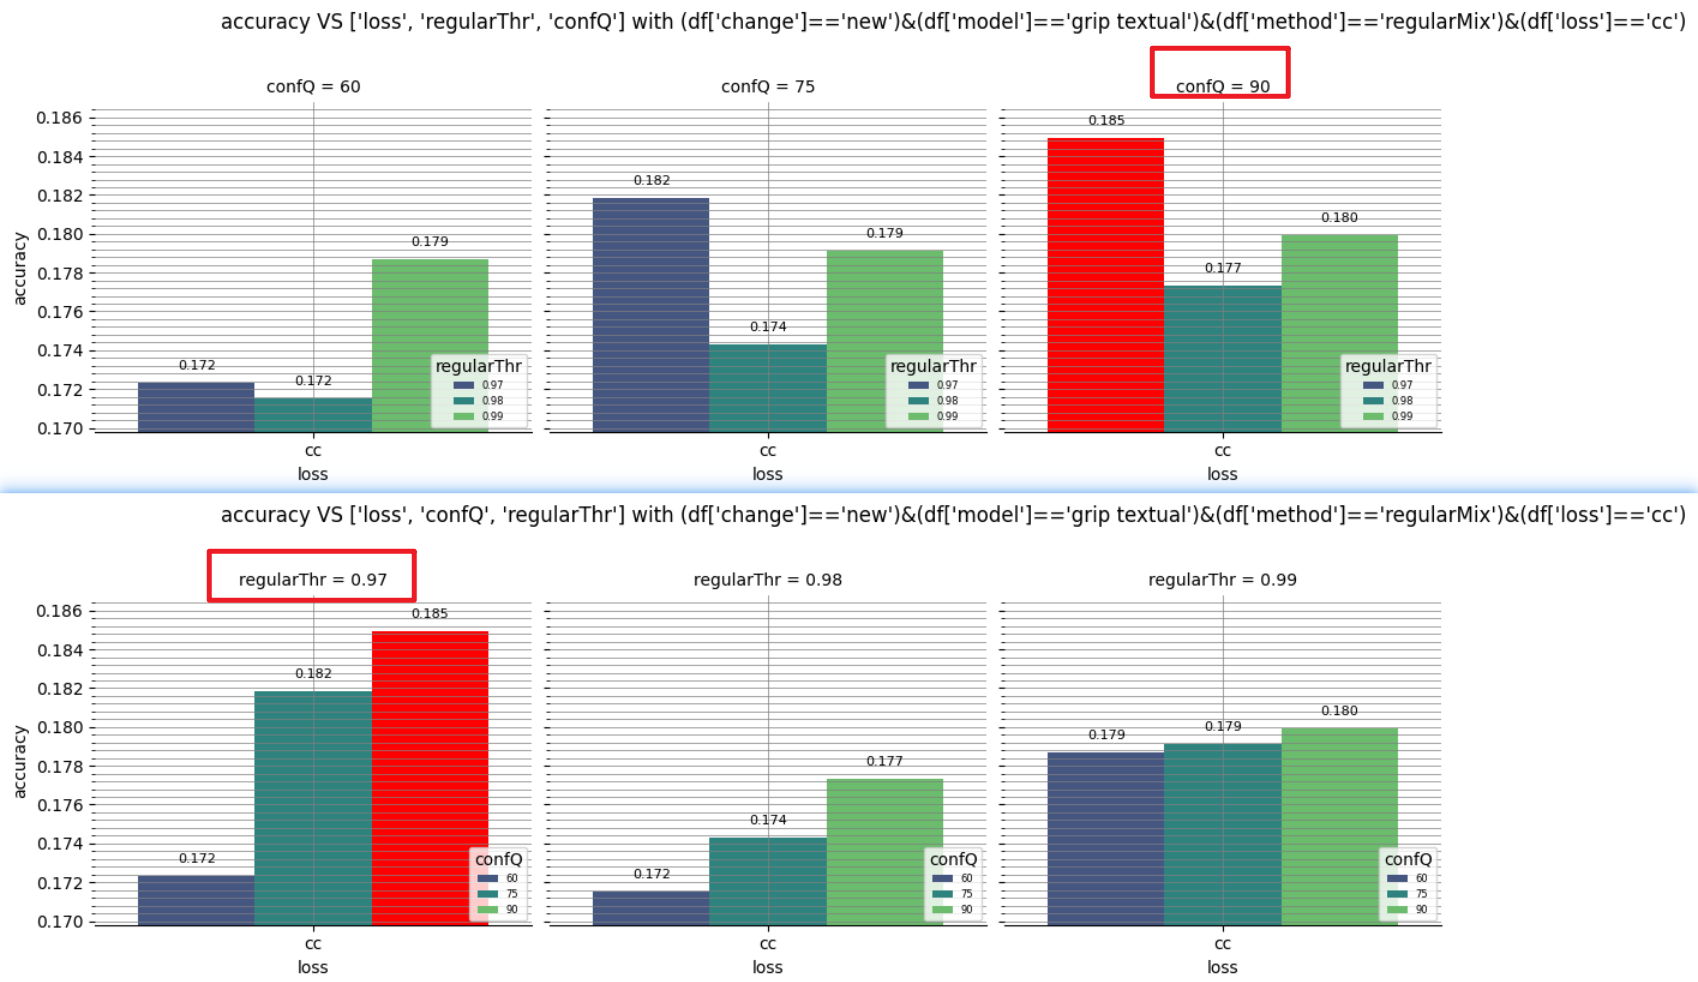 accuracy VS ['loss', 'regularThr', 'confQ'] with (df['change']=='new')&(df['model']=='grip textual')&(df['method']=='regularMix')&(df['loss']=='cc')
confQ = 60
confQ = 75
confQ = 90
accuracy
0.186
0.184
0.182
0.180
0.178
0.176
0.174
0.172
0.170
0.172
0.172
0.179
regularThr
0.97
0.98
0.99
cc
loss
0.182
0.174
0.179
regularThr
0.97
0.98
0.99
cc
loss
0.185
0.177
0.180
regularThr
0.97
0.98
0.99
cc
loss
accuracy VS ['loss', 'confQ', 'regularThr'] with (df['change']=='new')&(df['model']=='grip textual')&(df['method']=='regularMix')&(df['loss']=='cc')
regularThr = 0.97
regularThr = 0.98
regularThr = 0.99
accuracy
0.186
0.184
0.182
0.180
0.178
0.176
0.174
0.172
0.170
0.172
0.182
0.185
confQ
60
75
90
cc
loss
0.172
0.174
0.177
confQ
60
75
90
cc
loss
0.179
0.179
0.180
confQ
60
75
90
cc
loss